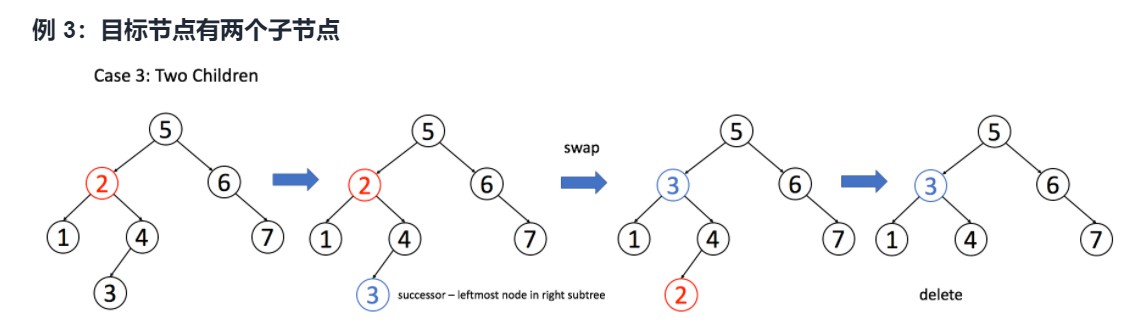 例 3：目标节点有两个子节点
Case 3: Two Children
5 5 swap 5 5
2 6 2 6 3 6 3 6
1 4 7 1 4 7 1 4 7 1 4 7
3 3 successor – leftmost node in right subtree 2 delete